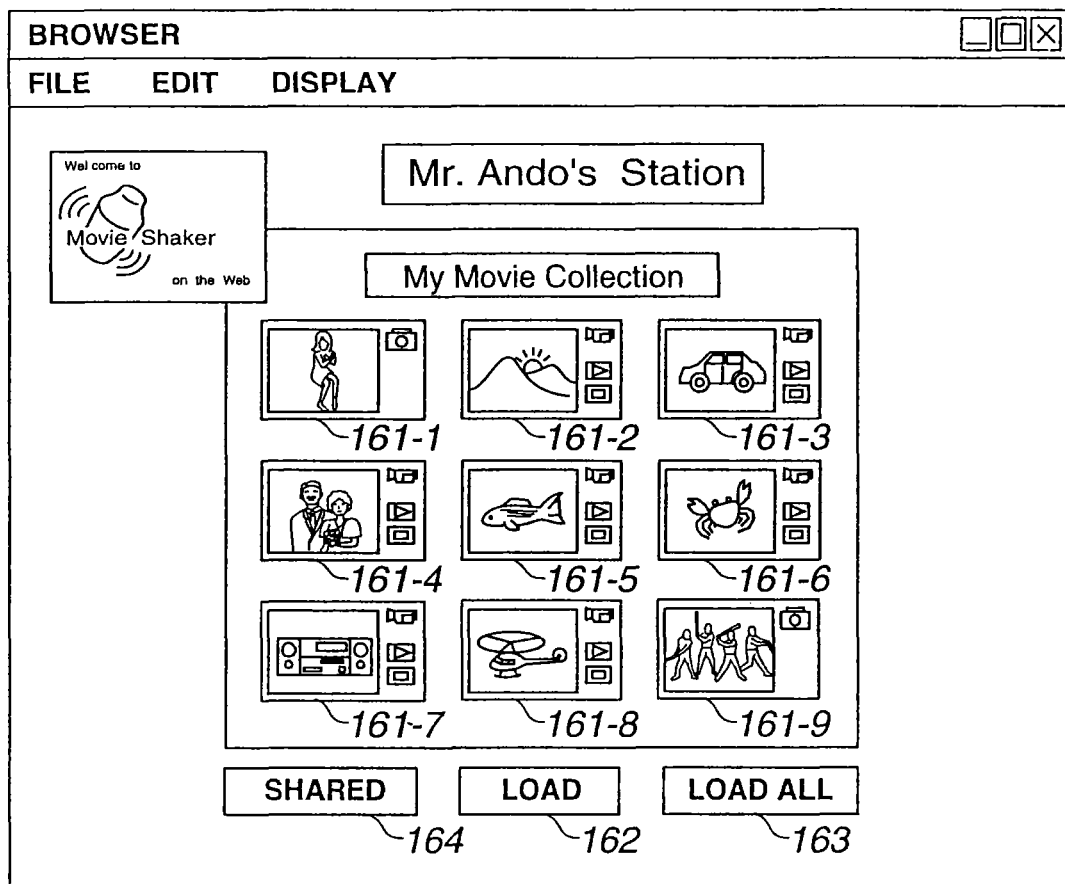 BROWSER
FILE EDIT DISPLAY
Wel come to
Movie Shaker
on the Web
Mr. Ando's Station
My Movie Collection
161-1 161-2 161-3
161-4 161-5 161-6
161-7 161-8 161-9
SHARED LOAD LOAD ALL
164 162 163